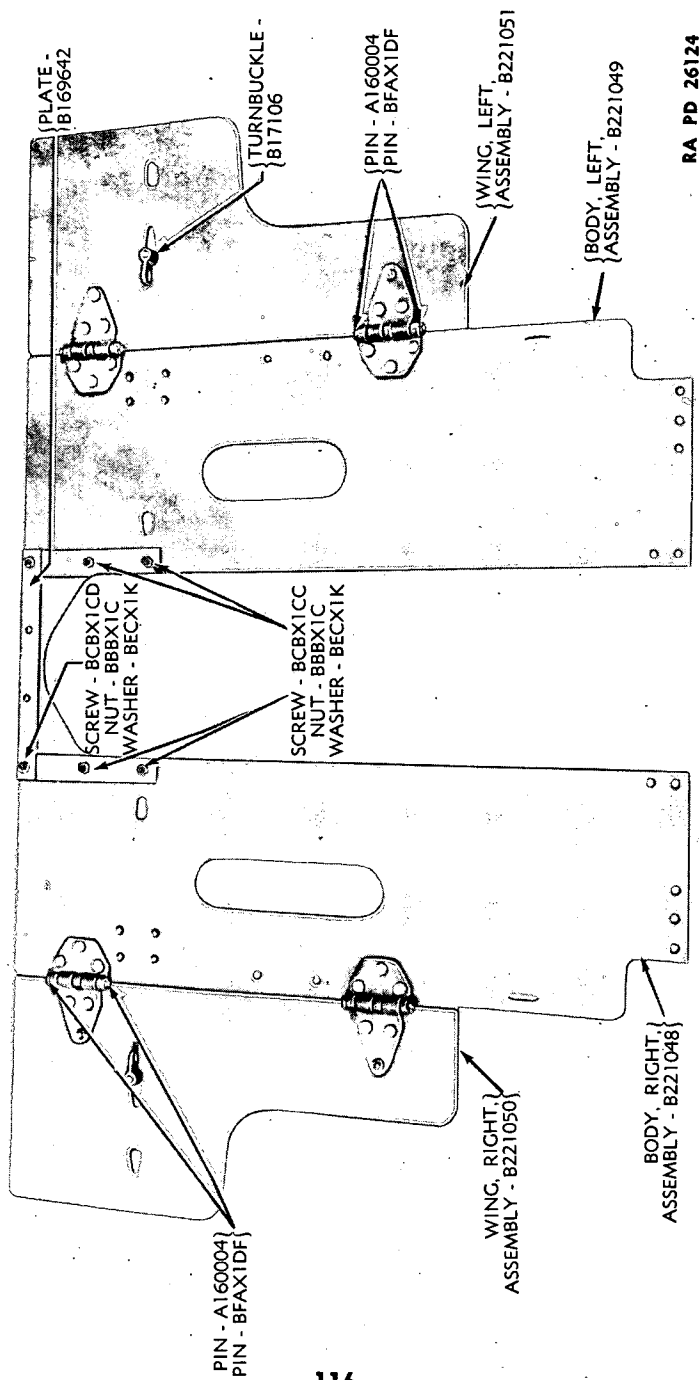 PLATE -
B169642
TURNBUCKLE -
B17106
PIN - A160004
PIN - BFAX1DF
WING, LEFT,
ASSEMBLY - B221051
BODY, LEFT,
ASSEMBLY - B221049
RA PD 26124
SCREW - BCBX1CD
NUT - BBBX1C
WASHER - BECX1K
SCREW - BCBX1CC
NUT - BBBX1C
WASHER - BECX1K
PIN - A160004
PIN - BFAX1DF
WING, RIGHT,
ASSEMBLY - B221050
BODY, RIGHT,
ASSEMBLY - B221048
116